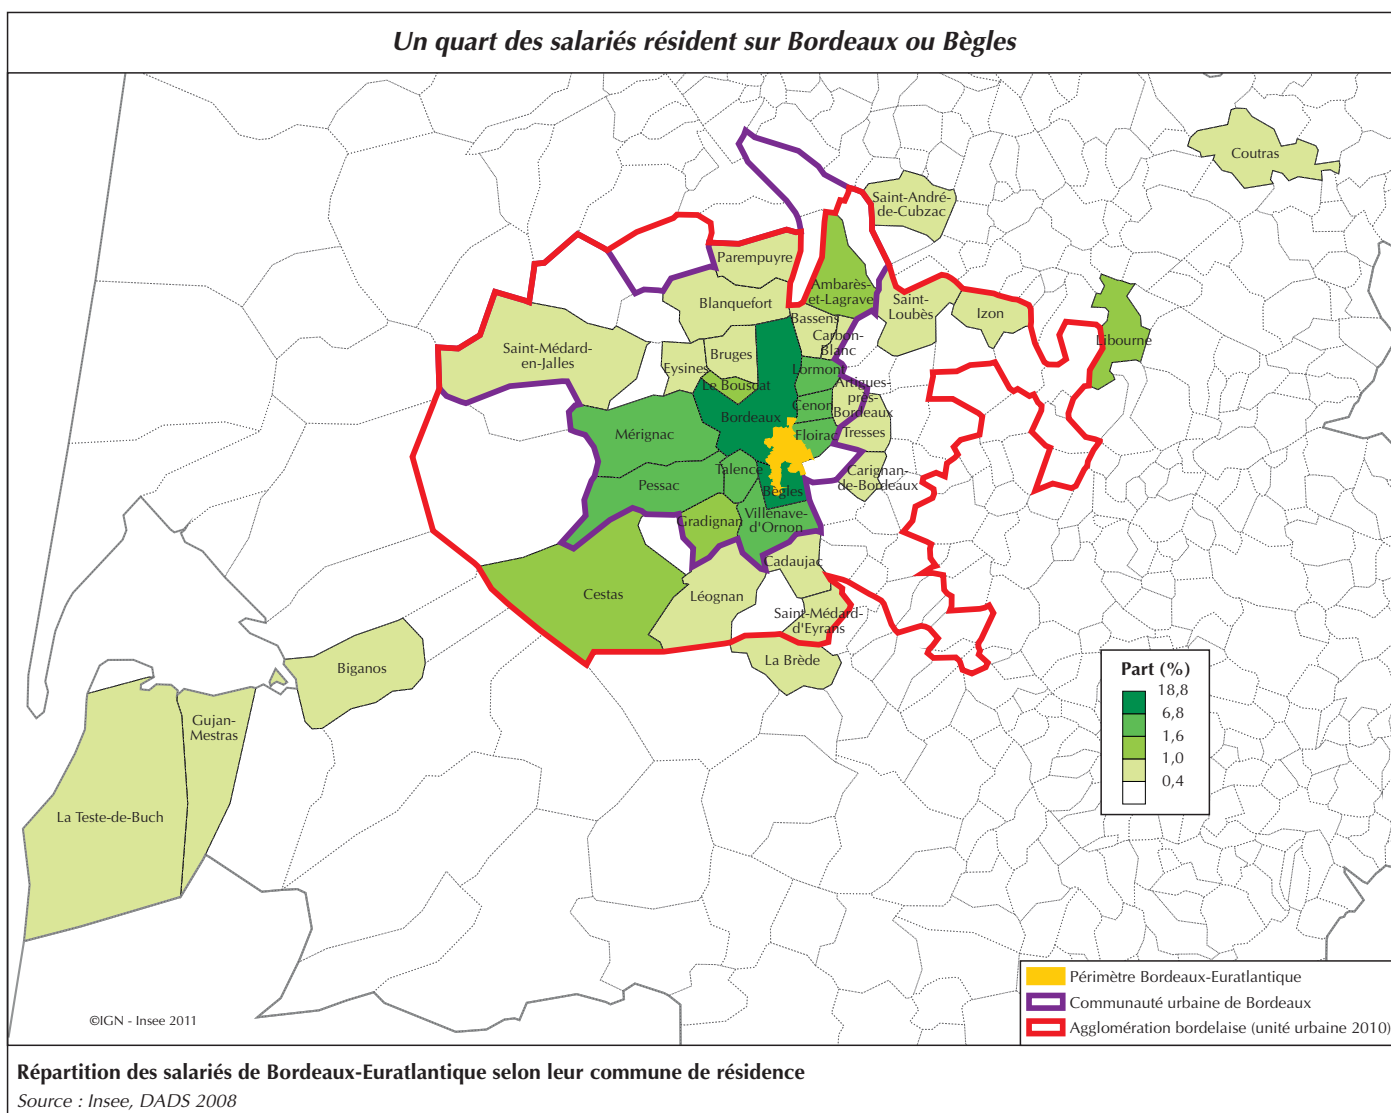 Un quart des salariés résident sur Bordeaux ou Bègles
Coutras
Saint-André-
de-Cubzac
Parempuyre
Ambarès-
et-Lagrave
Blanquefort
Saint-
Loubès
Izon
Bassens
Carbon-
Blanc
Libourne
Saint-Médard-
en-Jalles
Bruges
Eysines
Lormont
Le Bouscat
Artigues-
près-
Bordeaux
Cenon
Bordeaux
Mérignac
Floirac
Tresses
Talence
Carignan-
de-Bordeaux
Pessac
Bègles
Gradignan
Villenave-
d'Ornon
Cadaujac
Cestas
Léognan
Saint-Médard-
d'Eyrans
La Brède
Biganos
Gujan-
Mestras
La Teste-de-Buch
Part (%)
18,8
6,8
1,6
1,0
0,4
Périmètre Bordeaux-Euratlantique
Communauté urbaine de Bordeaux
Agglomération bordelaise (unité urbaine 2010)
©IGN - Insee 2011
Répartition des salariés de Bordeaux-Euratlantique selon leur commune de résidence
Source : Insee, DADS 2008